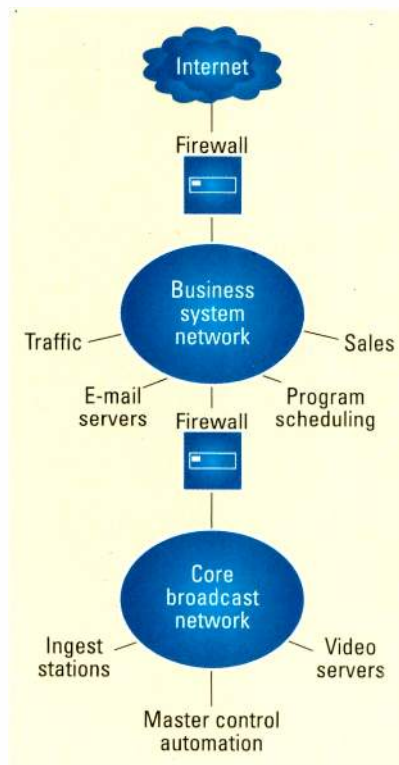 Internet
Firewall
Business
system
network
Traffic
Sales
E-mail
servers
Program
scheduling
Firewall
Core
broadcast
network
Ingest
stations
Video
servers
Master control
automation